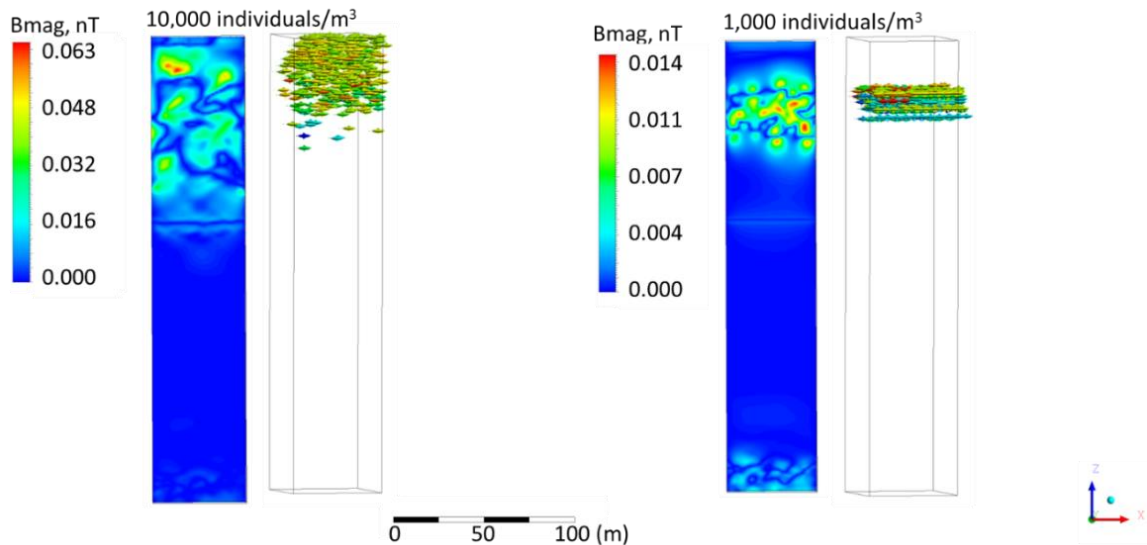 Bmag, nT
10,000 individuals/m³
0.063
0.048
0.032
0.016
0.000
Bmag, nT
1,000 individuals/m³
0.014
0.011
0.007
0.004
0.000
0 50 100 (m)
Z
X